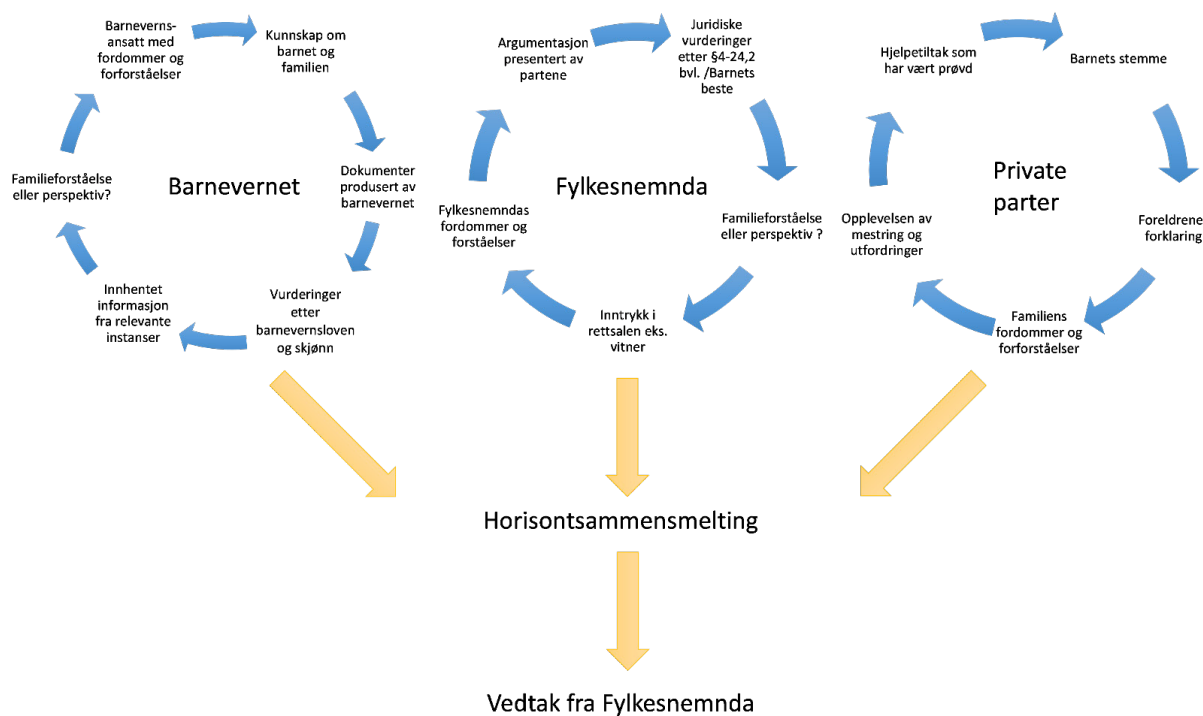 Barneverns-
ansatt med
fordommer og
forforståelser
Kunnskap om
barnet og
familien
Dokumenter
produsert av
barnevernet
Vurderinger
etter
barnevernsloven
og skjønn
Innhentet
informasjon
fra relevante
instanser
Familieforståelse
eller perspektiv?
Barnevernet
Argumentasjon
presentert av
partene
Juridiske
vurderinger
etter §4-24,2
bvl. /Barnets
beste
Familieforståelse
eller perspektiv ?
Inntrykk i
rettsalen eks.
vitner
Fylkesnemndas
fordommer og
forståelser
Fylkesnemnda
Hjelpetiltak som
har vært prøvd
Barnets stemme
Foreldrene
forklaring
Familiens
fordommer og
forforståelser
Opplevelsen av
mestring og
utfordringer
Private
parter
Horisontsammensmelting
Vedtak fra Fylkesnemnda